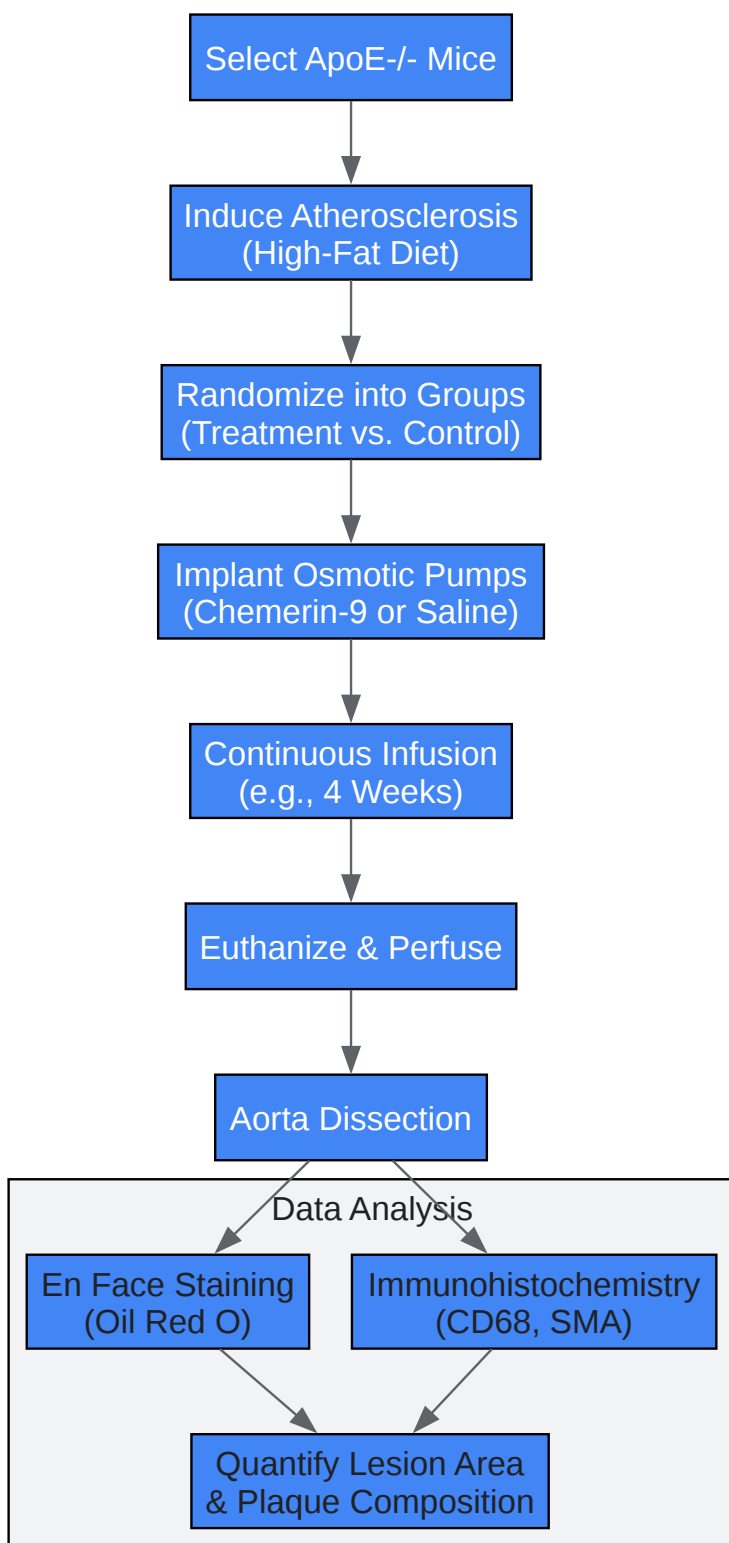 Select ApoE-/- Mice
Induce Atherosclerosis
(High-Fat Diet)
Randomize into Groups
(Treatment vs. Control)
Implant Osmotic Pumps
(Chemerin-9 or Saline)
Continuous Infusion
(e.g., 4 Weeks)
Euthanize & Perfuse
Aorta Dissection
Data Analysis
En Face Staining
(Oil Red O)
Immunohistochemistry
(CD68, SMA)
Quantify Lesion Area
& Plaque Composition